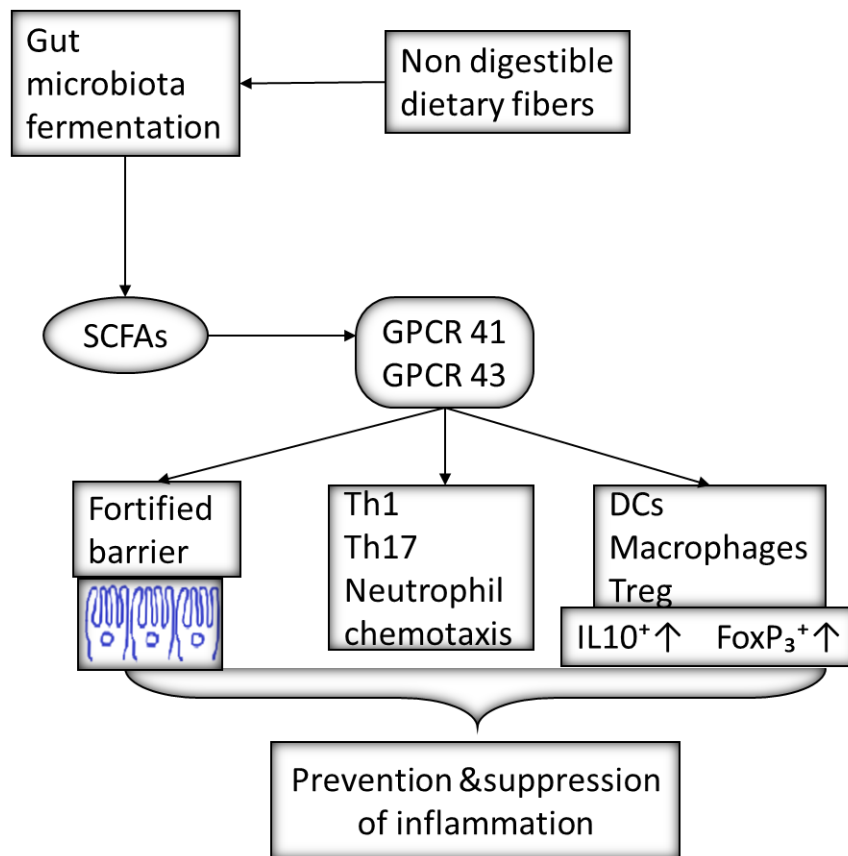 Gut
microbiota
fermentation
Non digestible
dietary fibers
SCFAs
GPCR 41
GPCR 43
Fortified
barrier
Th1
Th17
Neutrophil
chemotaxis
DCs
Macrophages
Treg
IL10⁺↑ FoxP₃⁺↑
Prevention &suppression
of inflammation